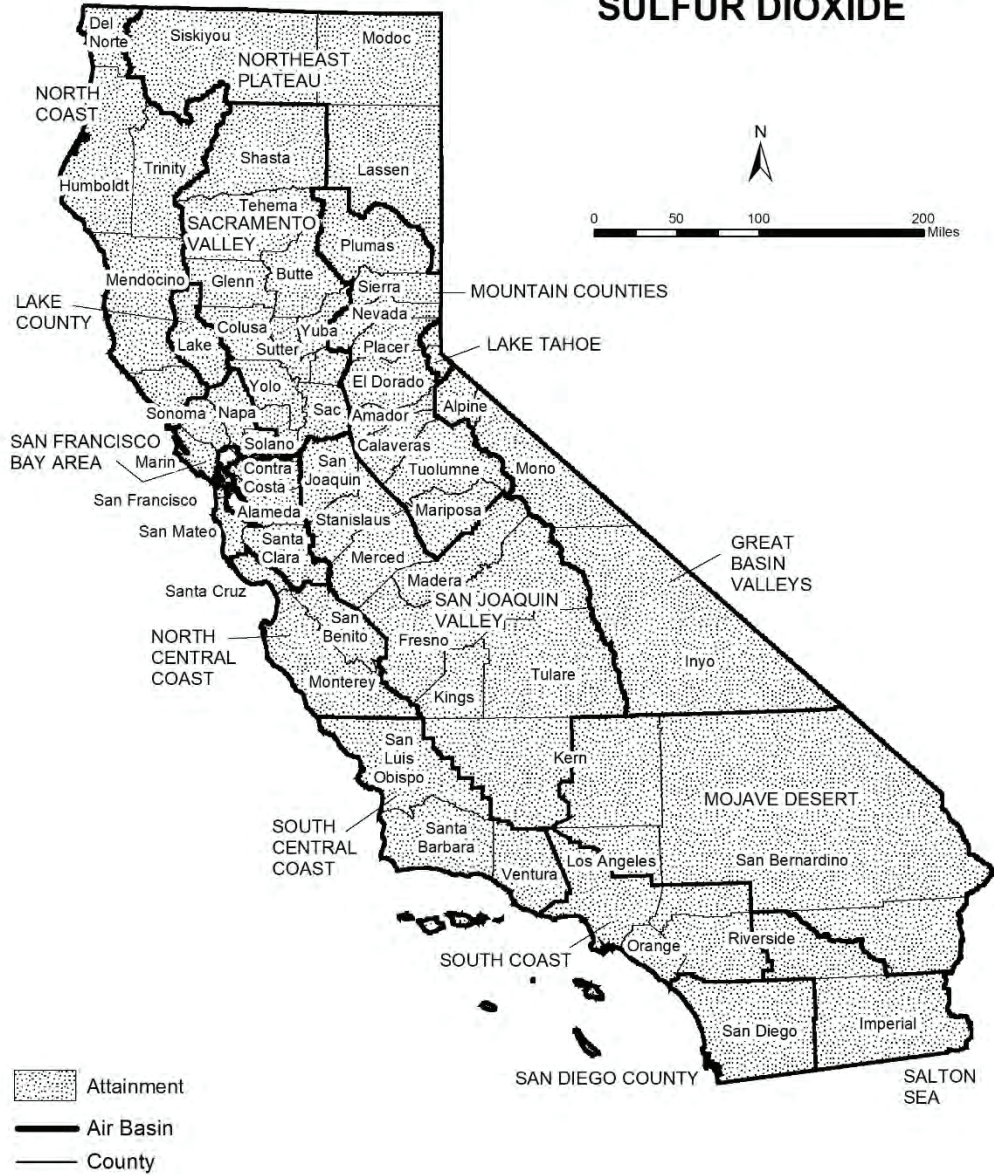 SULFUR DIOXIDE
Del
Norte
Siskiyou
Modoc
NORTHEAST
PLATEAU
NORTH
COAST
N
Trinity
Shasta
Lassen
Humboldt
Tehema
0 50 100 200
Miles
SACRAMENTO
VALLEY
Plumas
Mendocino
Glenn
Butte
Sierra
MOUNTAIN COUNTIES
LAKE
COUNTY
Nevada
Colusa
Yuba
Lake
Sutter
Placer
LAKE TAHOE
Yolo
El Dorado
Sonoma
Napa
Sac
Amador
Alpine
SAN FRANCISCO
BAY AREA
Solano
Calaveras
Marin
Contra
Costa
San
Joaquin
Tuolumne
Mono
San Francisco
Alameda
Stanislaus
Mariposa
San Mateo
Santa
Clara
Merced
GREAT
BASIN
VALLEYS
Madera
Santa Cruz
SAN JOAQUIN
VALLEY
San
Benito
NORTH
CENTRAL
COAST
Fresno
Inyo
Monterey
Kings
Tulare
San
Luis
Obispo
Kern
MOJAVE DESERT
SOUTH
CENTRAL
COAST
Santa
Barbara
Los Angeles
San Bernardino
Ventura
Orange
Riverside
SOUTH COAST
San Diego
Imperial
SAN DIEGO COUNTY
SALTON
SEA
Attainment
Air Basin
County